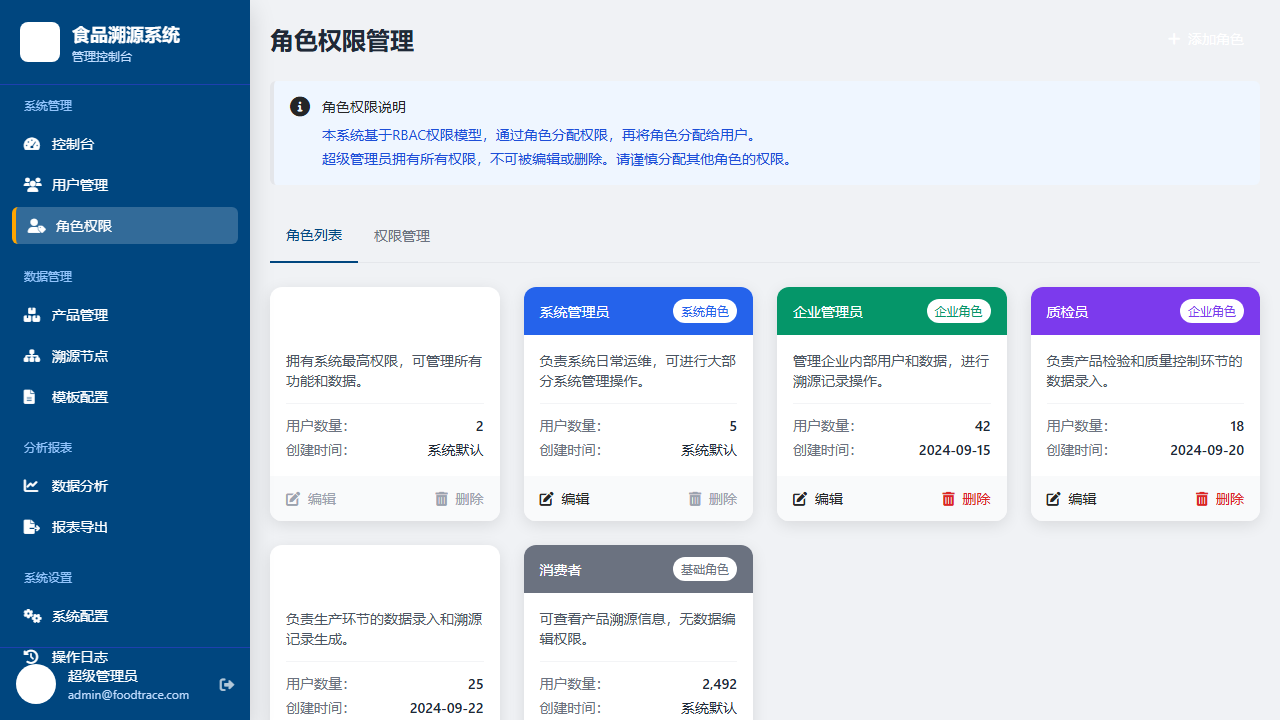 食品溯源系统
管理控制台
系统管理
控制台
用户管理
角色权限
数据管理
产品管理
溯源节点
模板配置
分析报表
数据分析
报表导出
系统设置
系统配置
操作日志
超级管理员
admin@foodtrace.com
角色权限管理
添加角色
角色权限说明
本系统基于RBAC权限模型，通过角色分配权限，再将角色分配给用户。
超级管理员拥有所有权限，不可被编辑或删除。请谨慎分配其他角色的权限。
角色列表
权限管理
拥有系统最高权限，可管理所有
功能和数据。
用户数量： 2
创建时间： 系统默认
编辑 删除
系统管理员 系统角色
负责系统日常运维，可进行大部
分系统管理操作。
用户数量： 5
创建时间： 系统默认
编辑 删除
企业管理员 企业角色
管理企业内部用户和数据，进行
溯源记录操作。
用户数量： 42
创建时间： 2024-09-15
编辑 删除
质检员 企业角色
负责产品检验和质量控制环节的
数据录入。
用户数量： 18
创建时间： 2024-09-20
编辑 删除
负责生产环节的数据录入和溯源
记录生成。
用户数量： 25
创建时间： 2024-09-22
消费者 基础角色
可查看产品溯源信息，无数据编
辑权限。
用户数量： 2,492
创建时间： 系统默认